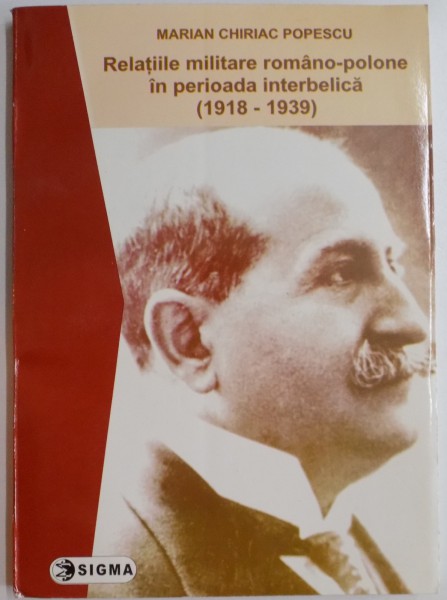 MARIAN CHIRIAC POPESCU
Relațiile militare româno-polone
în perioada interbelică
(1918 - 1939)
SIGMA